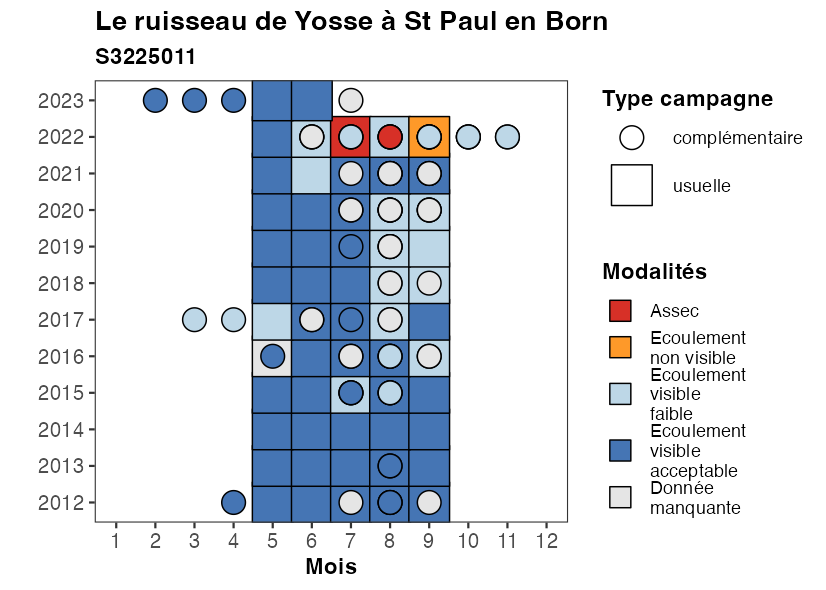 Le ruisseau de Yosse à St Paul en Born
S3225011
2023
2022
2021
2020
2019
2018
2017
2016
2015
2014
2013
2012
1 2 3 4 5 6 7 8 9 10 11 12
Mois
Type campagne
complémentaire
usuelle
Modalités
Assec
Ecoulement
non visible
Ecoulement
visible
faible
Ecoulement
visible
acceptable
Donnée
manquante